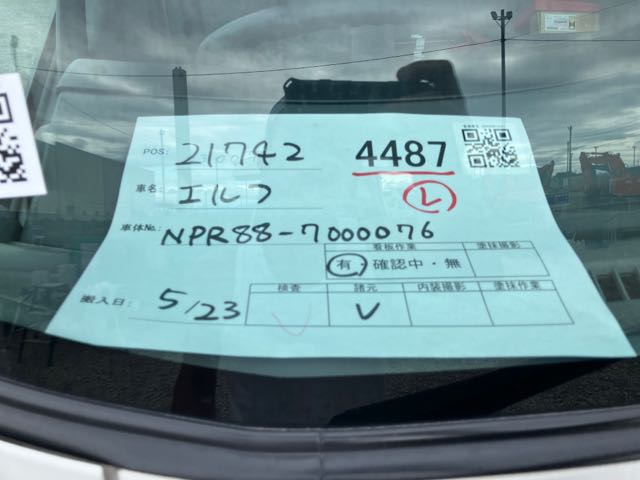 POS: 21742 4487
車名: エルフ レ
車体No.: NPR88-7000076
看板作業 塗抹撮影
有・確認中・無
搬入日: 5/23 検査 諸元 内装撮影 塗抹作業